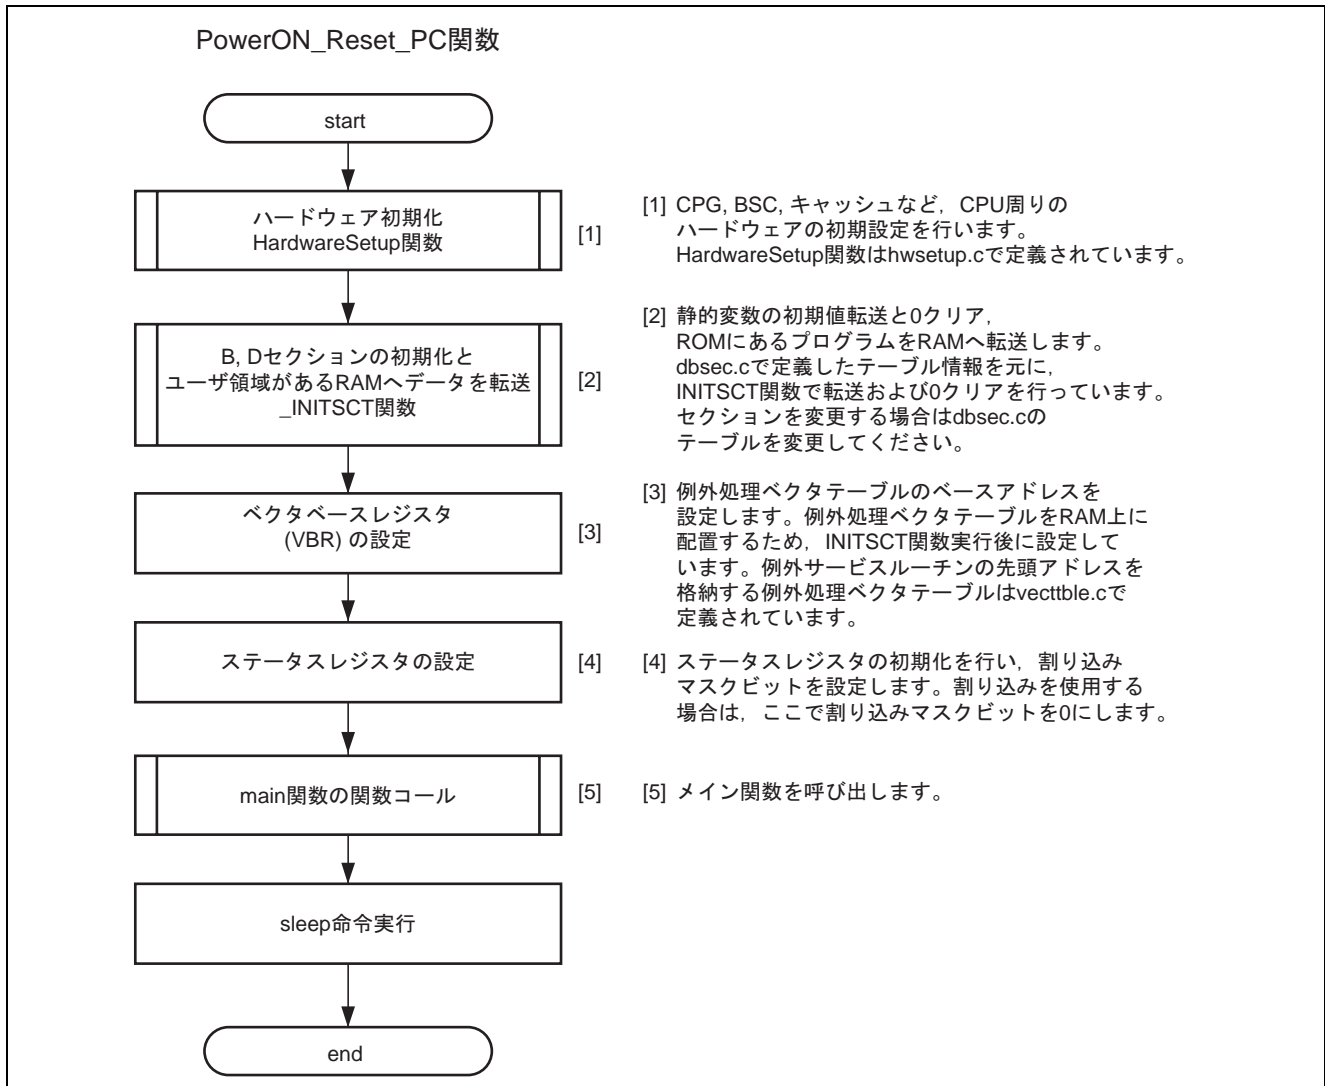 PowerON_Reset_PC関数
start
ハードウェア初期化
HardwareSetup関数
[1]
[1] CPG, BSC, キャッシュなど，CPU周りの
ハードウェアの初期設定を行います。
HardwareSetup関数はhwsetup.cで定義されています。
B, Dセクションの初期化と
ユーザ領域があるRAMへデータを転送
_INITSCT関数
[2]
[2] 静的変数の初期値転送と0クリア，
ROMにあるプログラムをRAMへ転送します。
dbsec.cで定義したテーブル情報を元に，
INITSCT関数で転送および0クリアを行っています。
セクションを変更する場合はdbsec.cの
テーブルを変更してください。
ベクタベースレジスタ
(VBR) の設定
[3]
[3] 例外処理ベクタテーブルのベースアドレスを
設定します。例外処理ベクタテーブルをRAM上に
配置するため，INITSCT関数実行後に設定して
います。例外サービスルーチンの先頭アドレスを
格納する例外処理ベクタテーブルはvecttble.cで
定義されています。
ステータスレジスタの設定
[4]
[4] ステータスレジスタの初期化を行い，割り込み
マスクビットを設定します。割り込みを使用する
場合は，ここで割り込みマスクビットを0にします。
main関数の関数コール
[5]
[5] メイン関数を呼び出します。
sleep命令実行
end